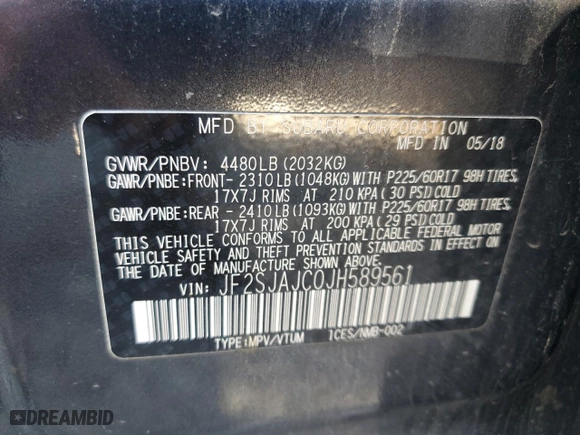 MFD BY SUBARU CORPORATION
MFD IN 05/18
GVWR/PNBV: 4480LB (2032KG)
GAWR/PNBE:FRONT- 2310 LB (1048KG) WITH P225/60R17 98H TIRES,
17X7J RIMS AT 210 KPA ( 30 PSI) COLD
GAWR/PNBE:REAR - 2410 LB (1093KG) WITH P225/60R17 98H TIRES,
17X7J RIMS AT 200 KPA ( 29 PSI) COLD
THIS VEHICLE CONFORMS TO ALL APPLICABLE FEDERAL MOTOR
VEHICLE SAFETY AND THEFT PREVENTION STANDARDS IN EFFECT
ON THE DATE OF MANUFACTURE SHOWN ABOVE.
VIN: JF2SJAJC0JH589561
TYPE:MPV/VTUM ICES/NMB-002
DREAMBID